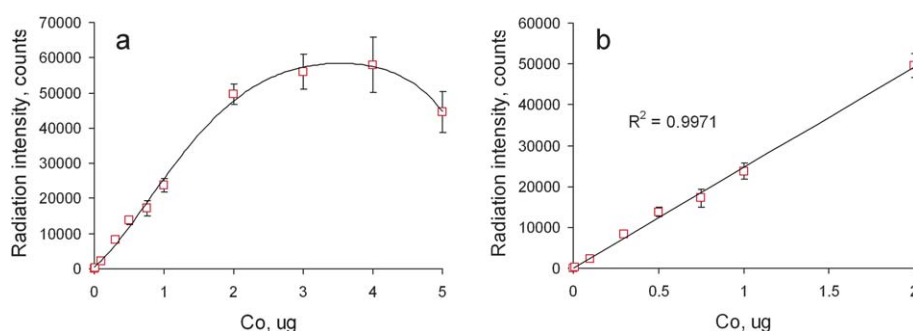 a
Radiation intensity, counts
70000
60000
50000
40000
30000
20000
10000
0
0 1 2 3 4 5
Co, ug
b
Radiation intensity, counts
60000
50000
40000
30000
20000
10000
0
R² = 0.9971
0 0.5 1 1.5 2
Co, ug